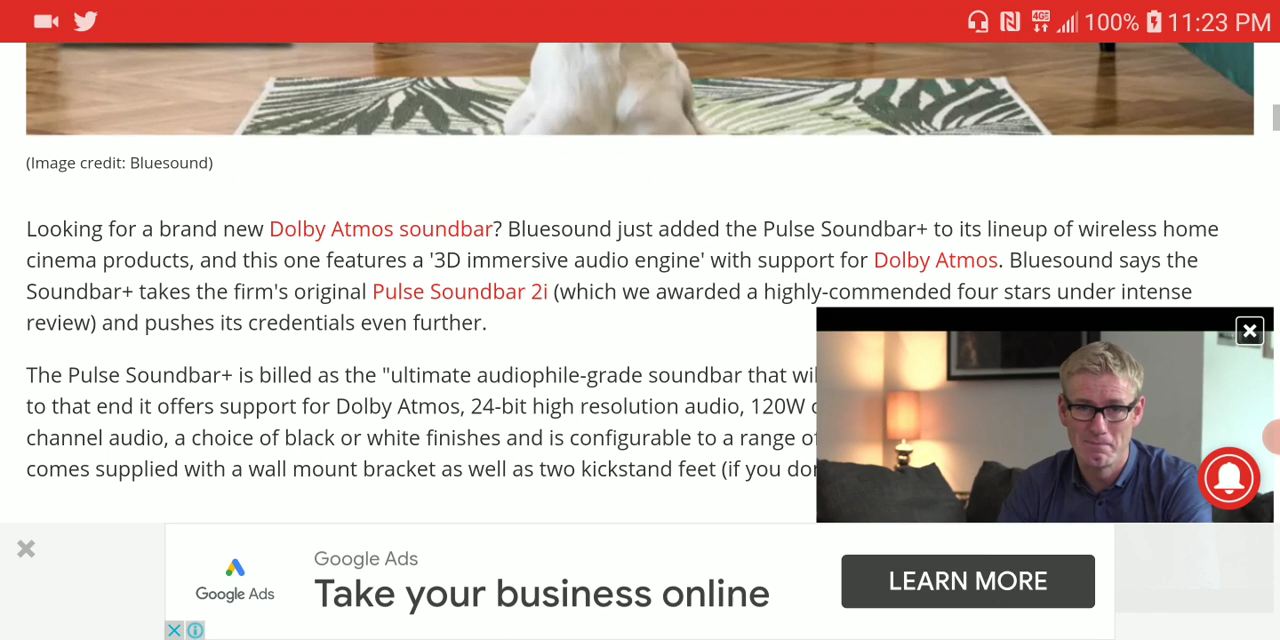 4GE 100% 11:23 PM
(Image credit: Bluesound)
Looking for a brand new Dolby Atmos soundbar? Bluesound just added the Pulse Soundbar+ to its lineup of wireless home
cinema products, and this one features a '3D immersive audio engine' with support for Dolby Atmos. Bluesound says the
Soundbar+ takes the firm's original Pulse Soundbar 2i (which we awarded a highly-commended four stars under intense
review) and pushes its credentials even further.
The Pulse Soundbar+ is billed as the "ultimate audiophile-grade soundbar that wil
to that end it offers support for Dolby Atmos, 24-bit high resolution audio, 120W
channel audio, a choice of black or white finishes and is configurable to a range of
comes supplied with a wall mount bracket as well as two kickstand feet (if you do
Google Ads
Take your business online
Google Ads
LEARN MORE